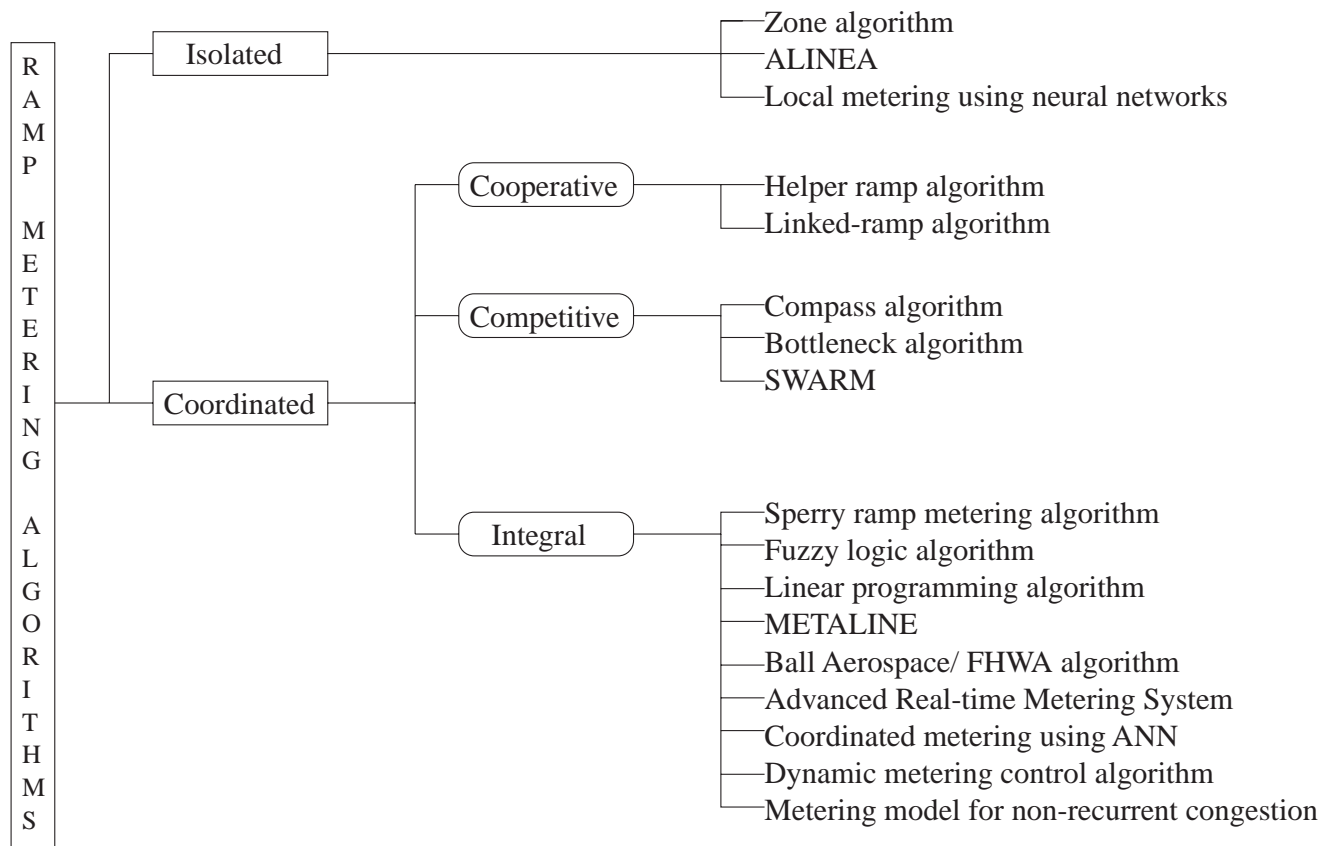 RAMP METERING ALGORITHMS
Isolated
Zone algorithm
ALINEA
Local metering using neural networks
Coordinated
Cooperative
Helper ramp algorithm
Linked-ramp algorithm
Competitive
Compass algorithm
Bottleneck algorithm
SWARM
Integral
Sperry ramp metering algorithm
Fuzzy logic algorithm
Linear programming algorithm
METALINE
Ball Aerospace/ FHWA algorithm
Advanced Real-time Metering System
Coordinated metering using ANN
Dynamic metering control algorithm
Metering model for non-recurrent congestion